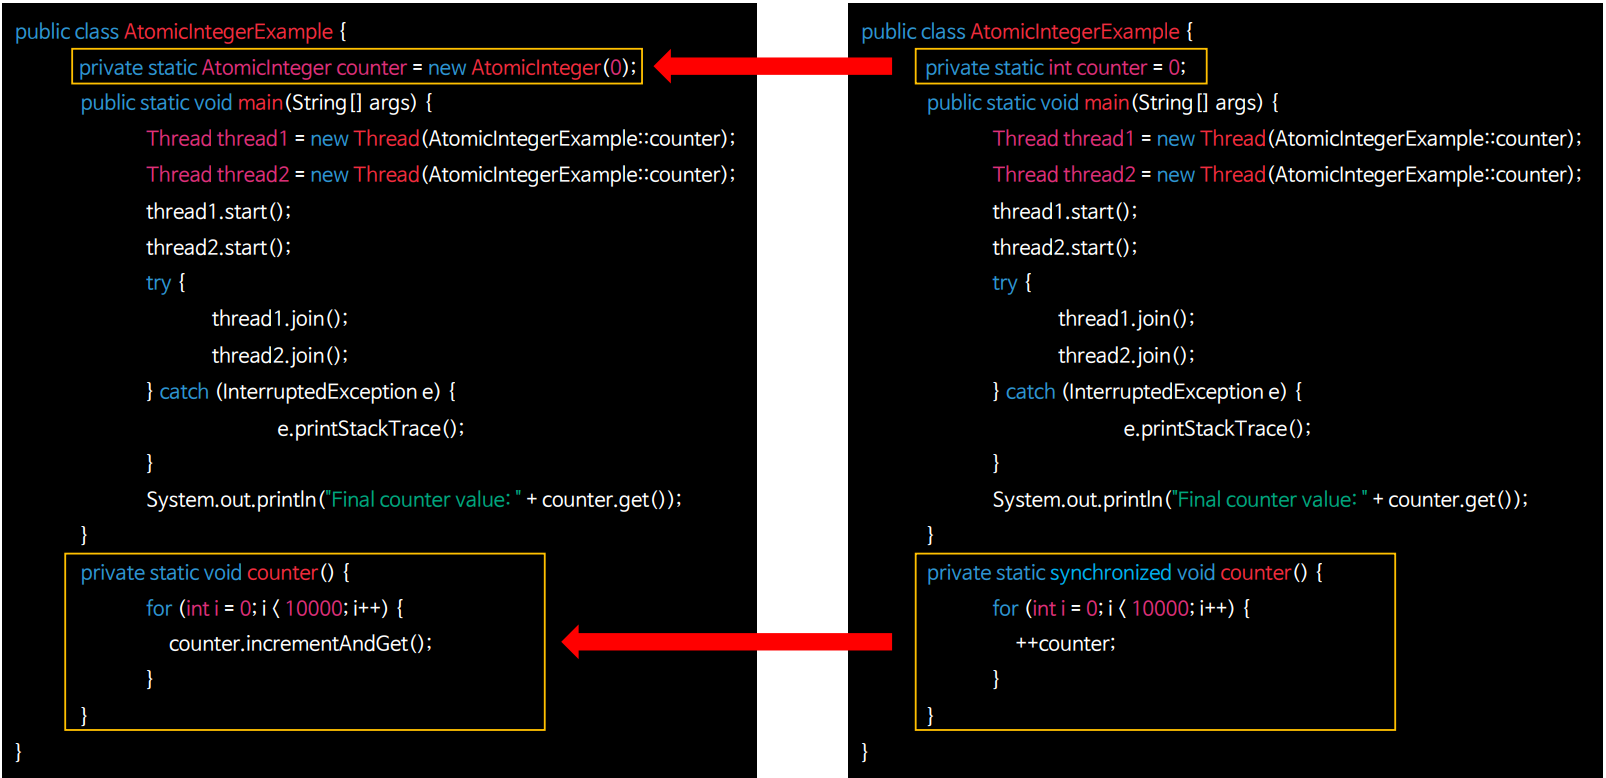 public class AtomicIntegerExample {
private static AtomicInteger counter = new AtomicInteger(0);
public static void main(String[] args) {
Thread thread1 = new Thread(AtomicIntegerExample::counter);
Thread thread2 = new Thread(AtomicIntegerExample::counter);
thread1.start();
thread2.start();
try {
thread1.join();
thread2.join();
} catch (InterruptedException e) {
e.printStackTrace();
}
System.out.println("Final counter value: " + counter.get());
}
private static void counter() {
for (int i = 0; i < 10000; i++) {
counter.incrementAndGet();
}
}
}
public class AtomicIntegerExample {
private static int counter = 0;
public static void main(String[] args) {
Thread thread1 = new Thread(AtomicIntegerExample::counter);
Thread thread2 = new Thread(AtomicIntegerExample::counter);
thread1.start();
thread2.start();
try {
thread1.join();
thread2.join();
} catch (InterruptedException e) {
e.printStackTrace();
}
System.out.println("Final counter value: " + counter.get());
}
private static synchronized void counter() {
for (int i = 0; i < 10000; i++) {
++counter;
}
}
}